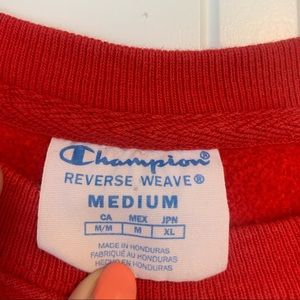 Champion®
REVERSE WEAVE®
MEDIUM
CA MEX JPN
M/M M XL
MADE IN HONDURAS
FABRIQUÉ AU HONDURAS
HECHO EN HONDURAS